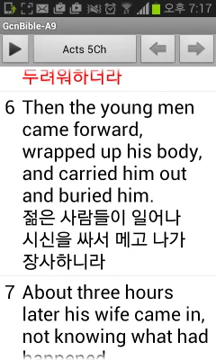 오후 7:17
GcnBible-A9
Acts 5Ch
두려워하더라
6 Then the young men
came forward,
wrapped up his body,
and carried him out
and buried him.
젊은 사람들이 일어나
시신을 싸서 메고 나가
장사하니라
7 About three hours
later his wife came in,
not knowing what had
happened.